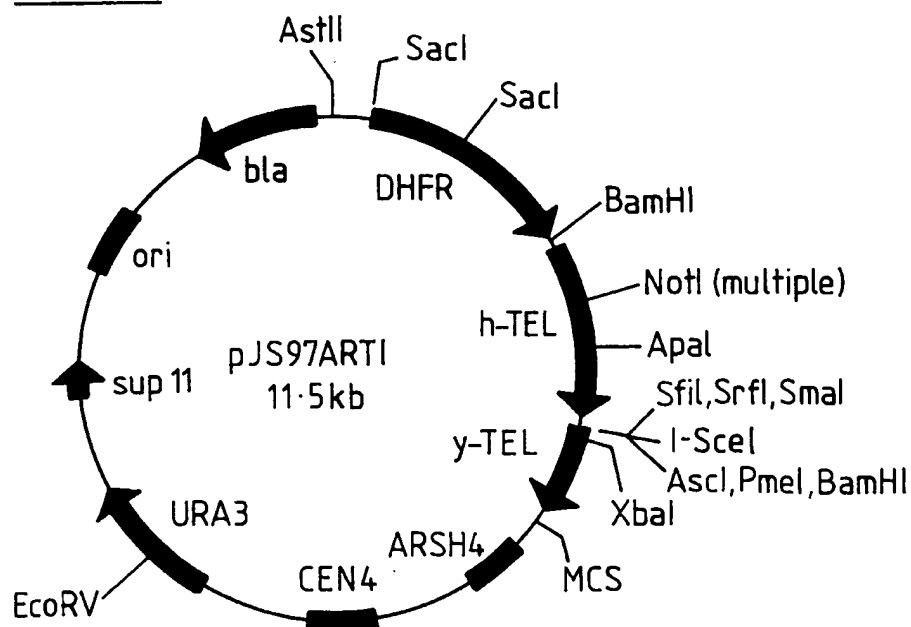 AstII
SacI
SacI
bla
DHFR
BamHI
ori
NotI (multiple)
h-TEL
ApaI
pJS97ARTI
11·5kb
sup 11
SfiI,SrfI,SmaI
y-TEL
I-SceI
AscI,PmeI,BamHI
XbaI
URA3
ARSH4
MCS
CEN4
EcoRV